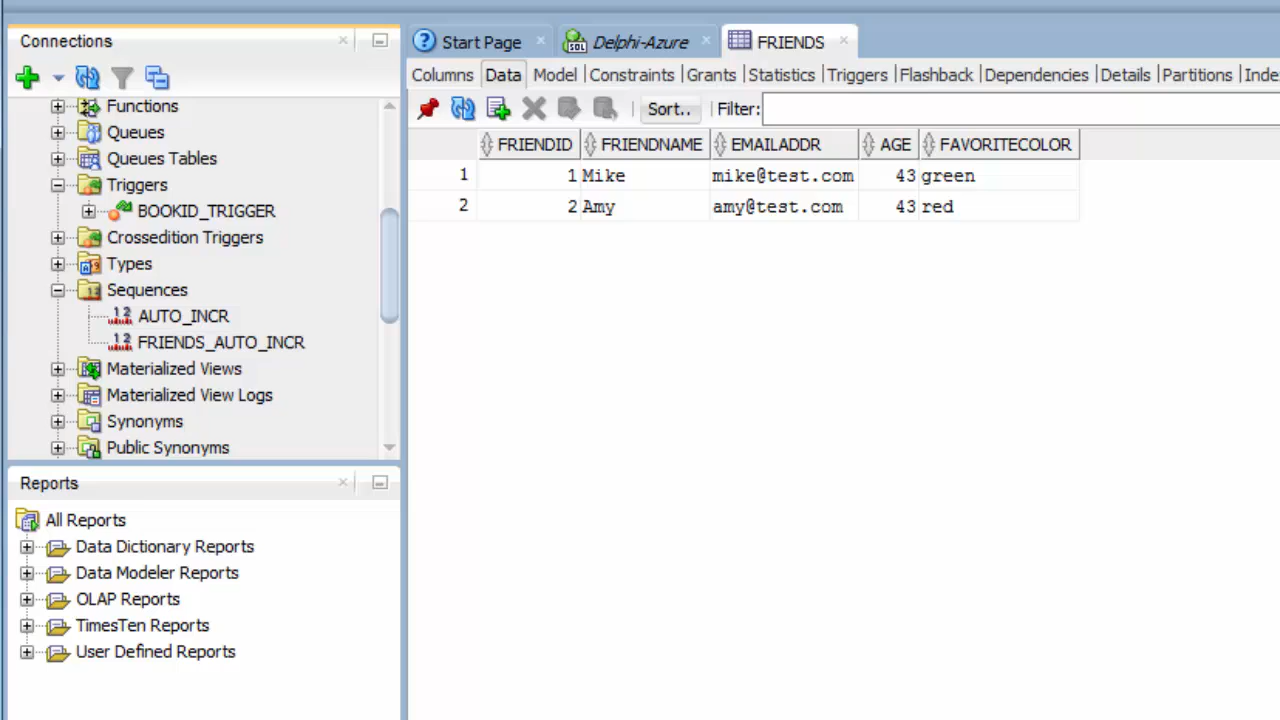 Connections
Functions
Queues
Queues Tables
Triggers
BOOKID_TRIGGER
Crossedition Triggers
Types
Sequences
AUTO_INCR
FRIENDS_AUTO_INCR
Materialized Views
Materialized View Logs
Synonyms
Public Synonyms
Reports
All Reports
Data Dictionary Reports
Data Modeler Reports
OLAP Reports
TimesTen Reports
User Defined Reports
Start Page Delphi-Azure FRIENDS
Columns Data Model Constraints Grants Statistics Triggers Flashback Dependencies Details Partitions Inde
Sort.. Filter:
FRIENDID FRIENDNAME EMAILADDR AGE FAVORITECOLOR
1 1 Mike mike@test.com 43 green
2 2 Amy amy@test.com 43 red